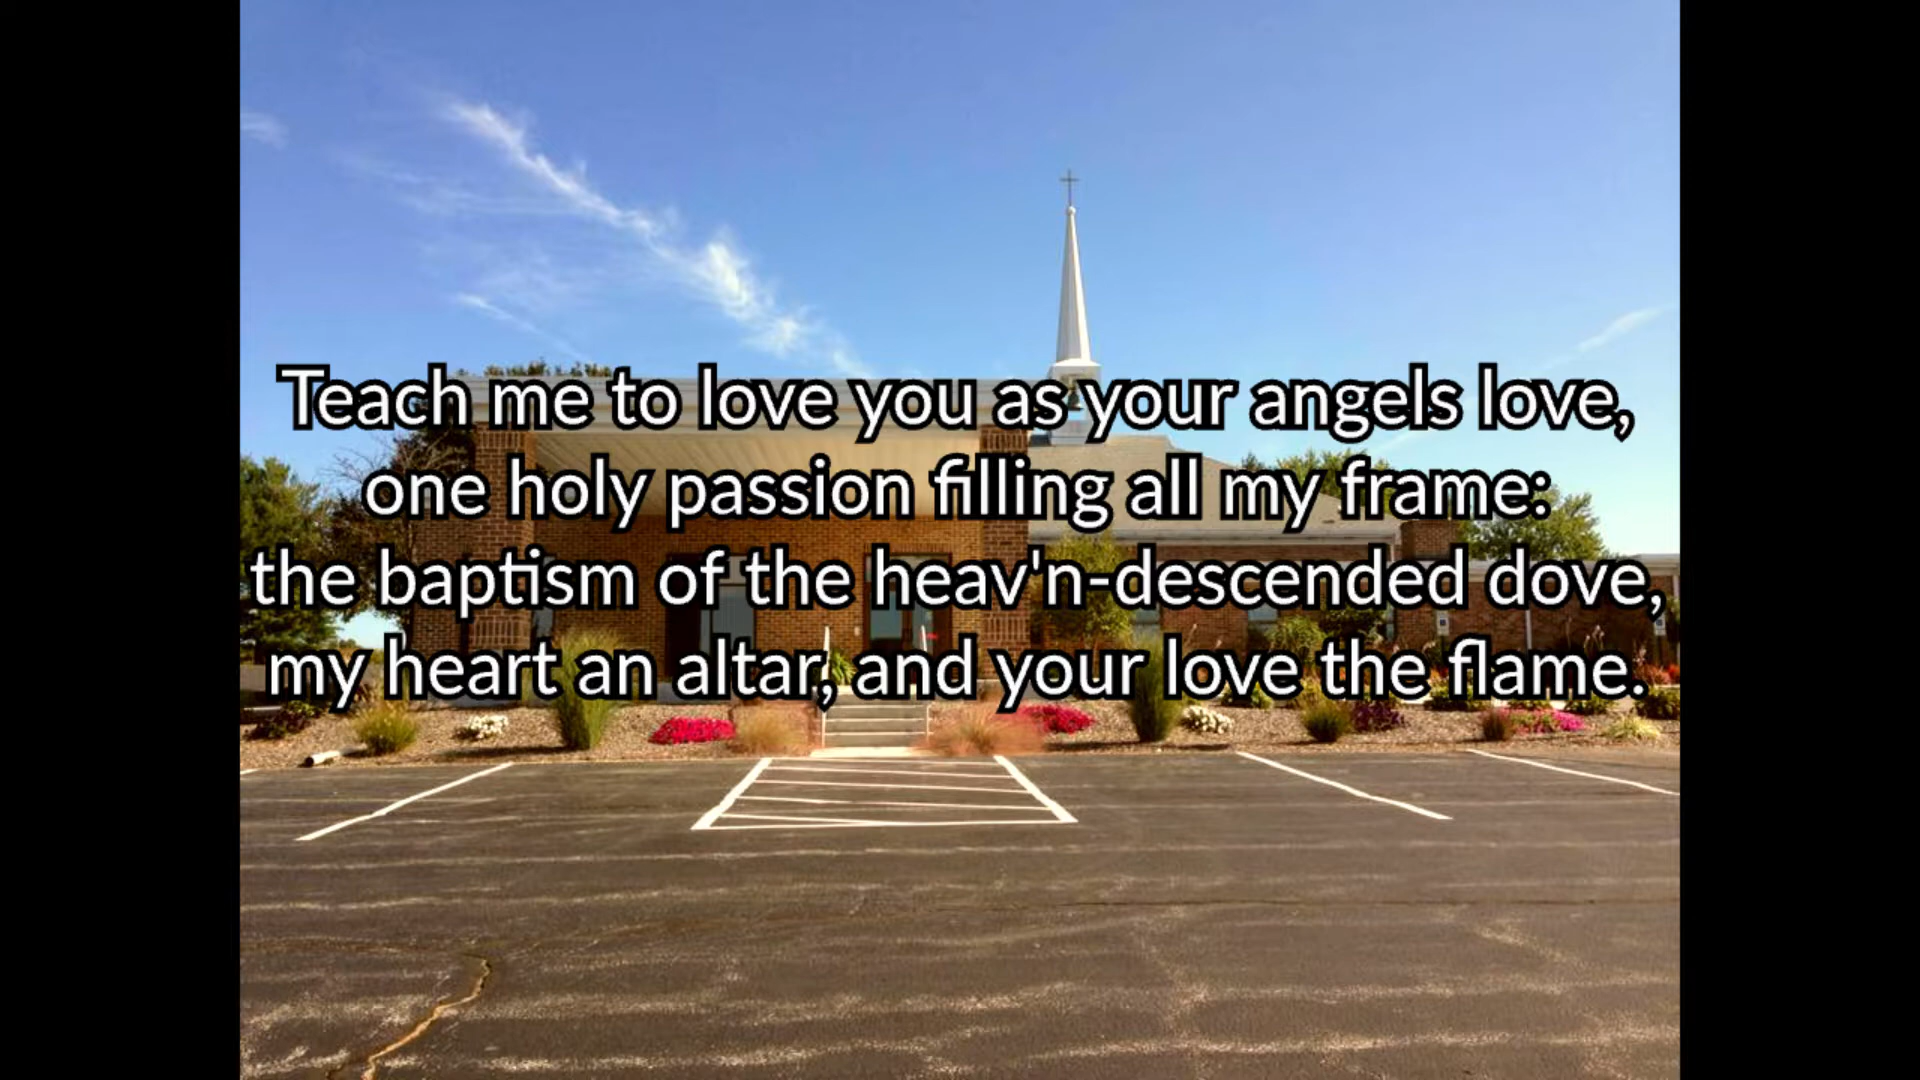 Teach me to love you as your angels love,
one holy passion filling all my frame:
the baptism of the heav'n-descended dove,
my heart an altar, and your love the flame.